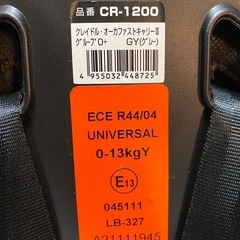 品番 CR-1200
クレイドル・オーカファストキャリーⅡ
グループ0+ GY(グレー)
4 955032 448725
ECE R44/04
UNIVERSAL
0-13kgY
E13
045111
LB-327
A21111945